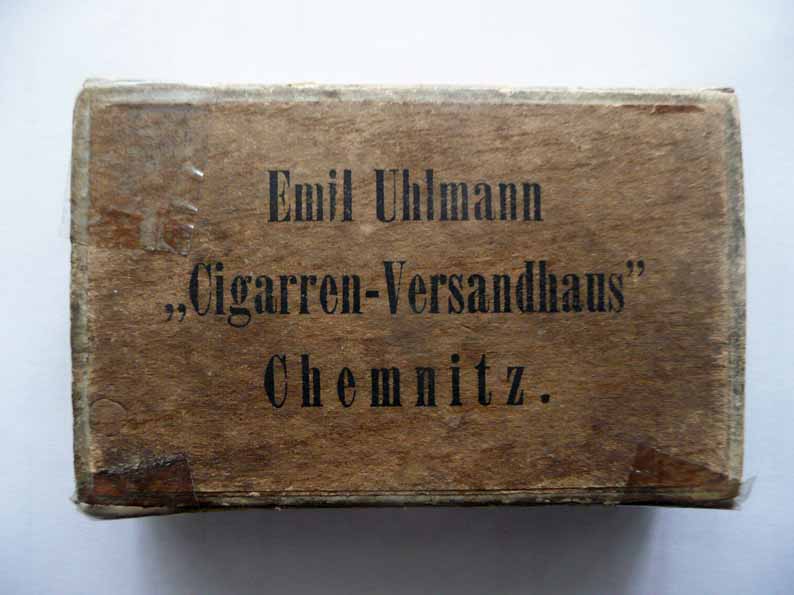 Emil Uhlmann
„Cigarren-Versandhaus”
Chemnitz.